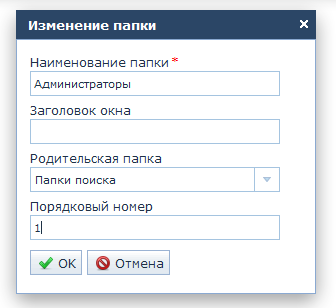 Изменение папки
Наименование папки*
Администраторы
Заголовок окна
Родительская папка
Папки поиска
Порядковый номер
1
OK Отмена